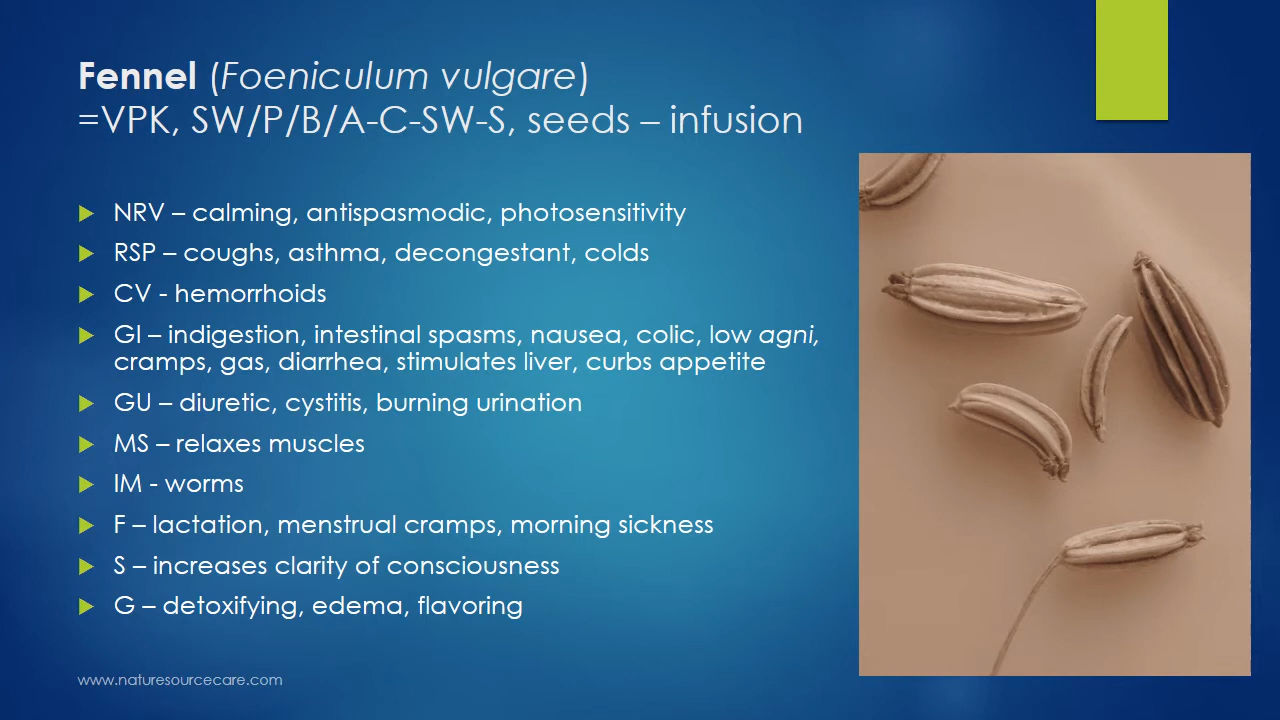 Fennel (Foeniculum vulgare)
=VPK, SW/P/B/A-C-SW-S, seeds – infusion
NRV – calming, antispasmodic, photosensitivity
RSP – coughs, asthma, decongestant, colds
CV - hemorrhoids
GI – indigestion, intestinal spasms, nausea, colic, low agni,
cramps, gas, diarrhea, stimulates liver, curbs appetite
GU – diuretic, cystitis, burning urination
MS – relaxes muscles
IM - worms
F – lactation, menstrual cramps, morning sickness
S – increases clarity of consciousness
G – detoxifying, edema, flavoring
www.naturesourcecare.com